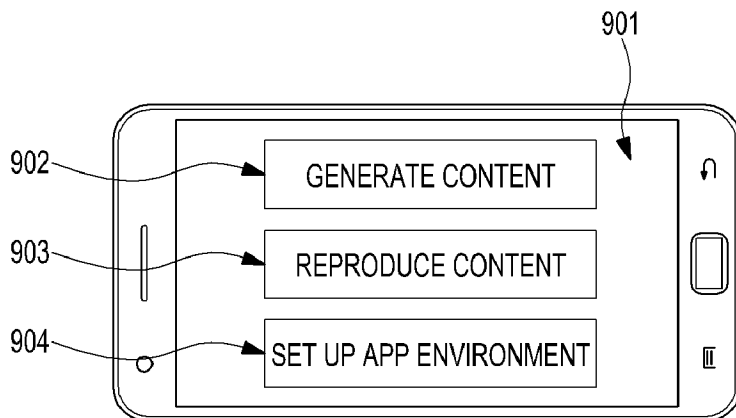 901
902
GENERATE CONTENT
903
REPRODUCE CONTENT
904
SET UP APP ENVIRONMENT